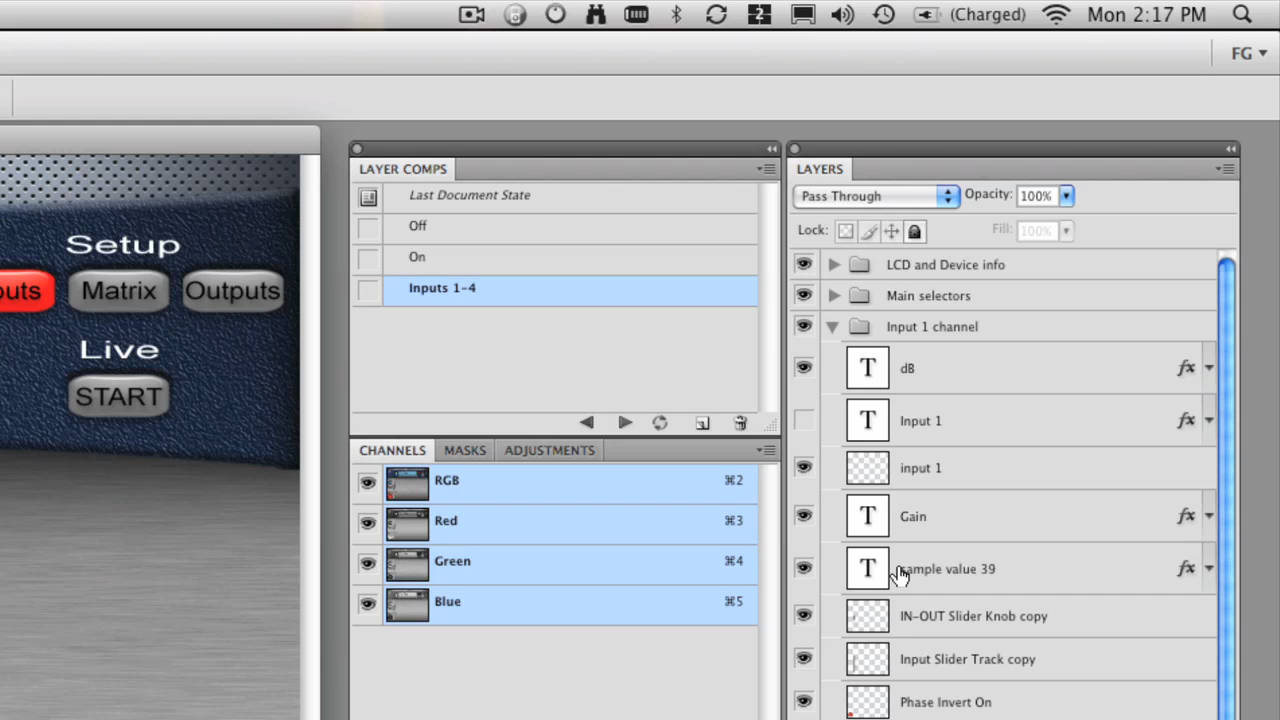 (Charged) Mon 2:17 PM
FG
Setup
outs Matrix Outputs
Live
START
LAYER COMPS
Last Document State
Off
On
Inputs 1-4
CHANNELS MASKS ADJUSTMENTS
RGB ⌘2
Red ⌘3
Green ⌘4
Blue ⌘5
LAYERS
Pass Through Opacity: 100%
Lock: Fill: 100%
LCD and Device info
Main selectors
Input 1 channel
T dB fx
T Input 1 fx
input 1
T Gain fx
T sample value 39 fx
IN-OUT Slider Knob copy
Input Slider Track copy
Phase Invert On